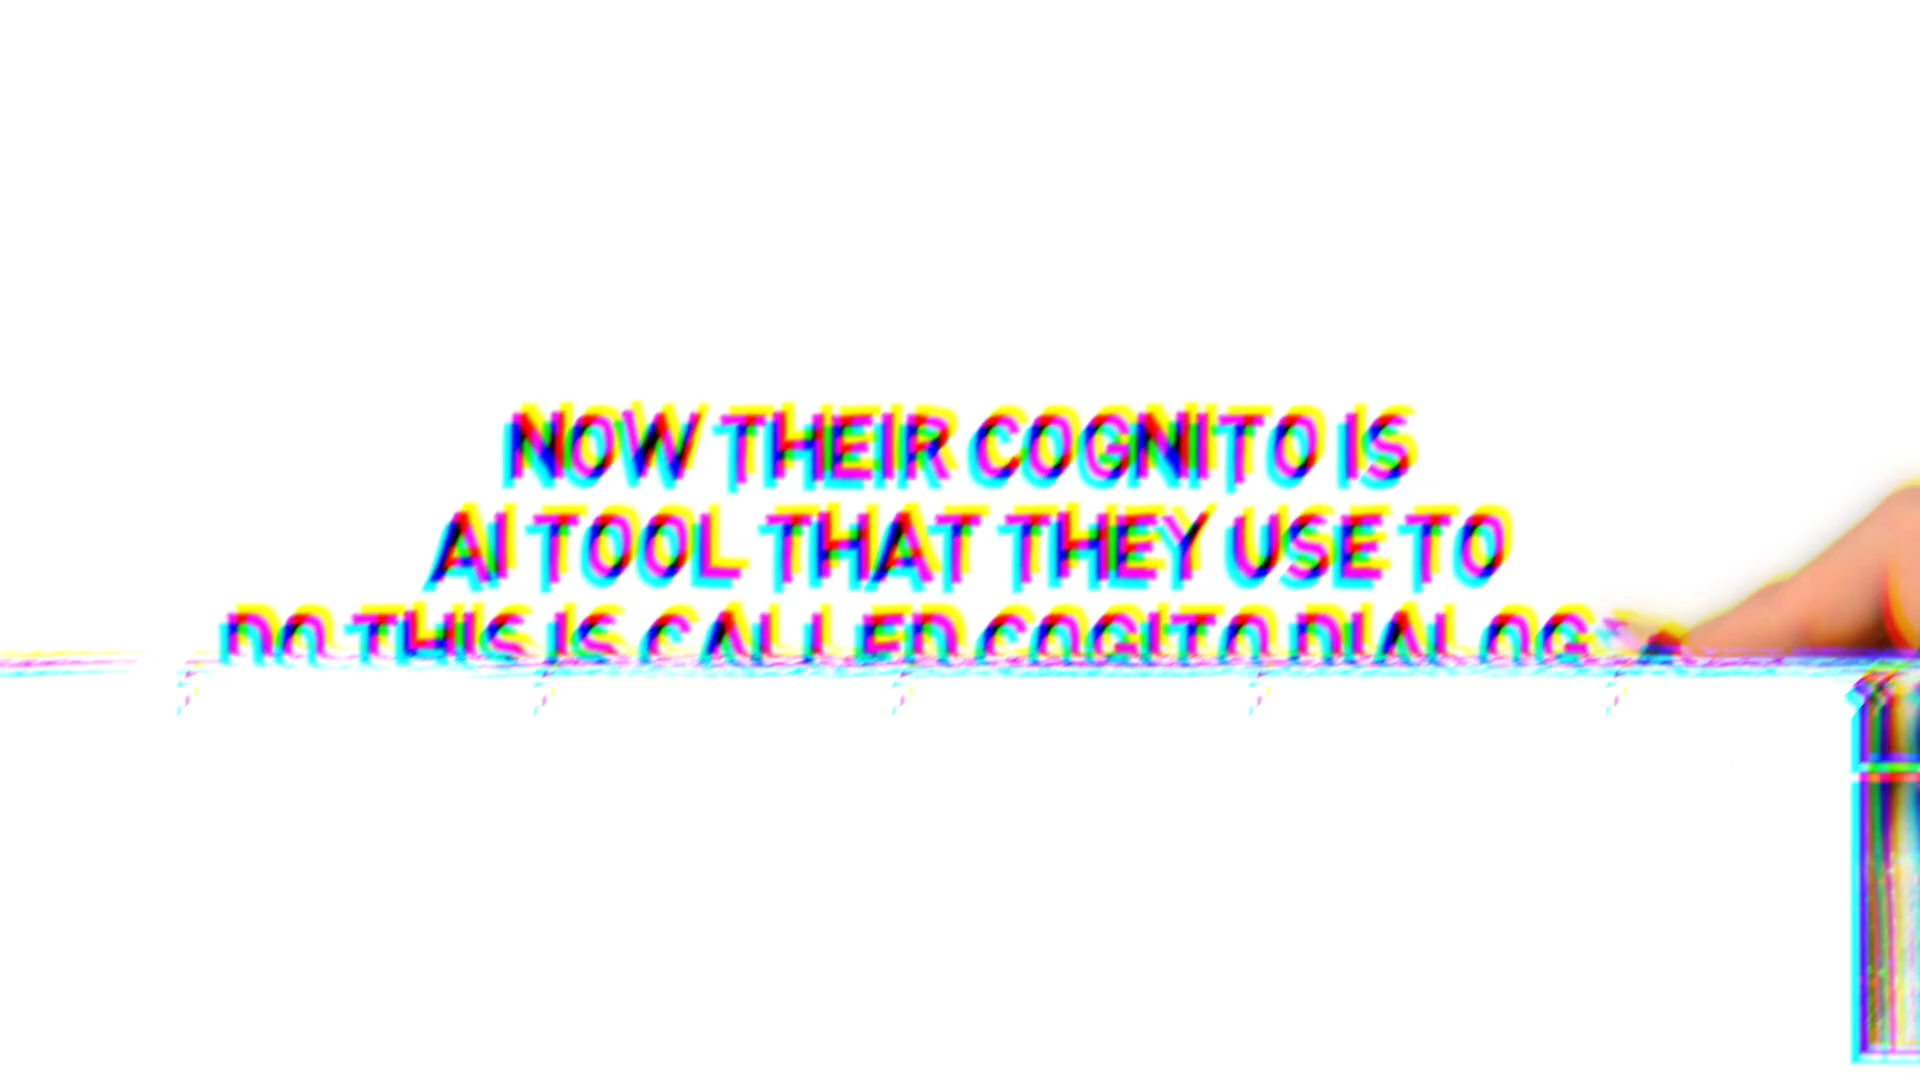 NOW THEIR COGNITO IS
AI TOOL THAT THEY USE TO
DO THIS IS CALLED COGITO DIALOG